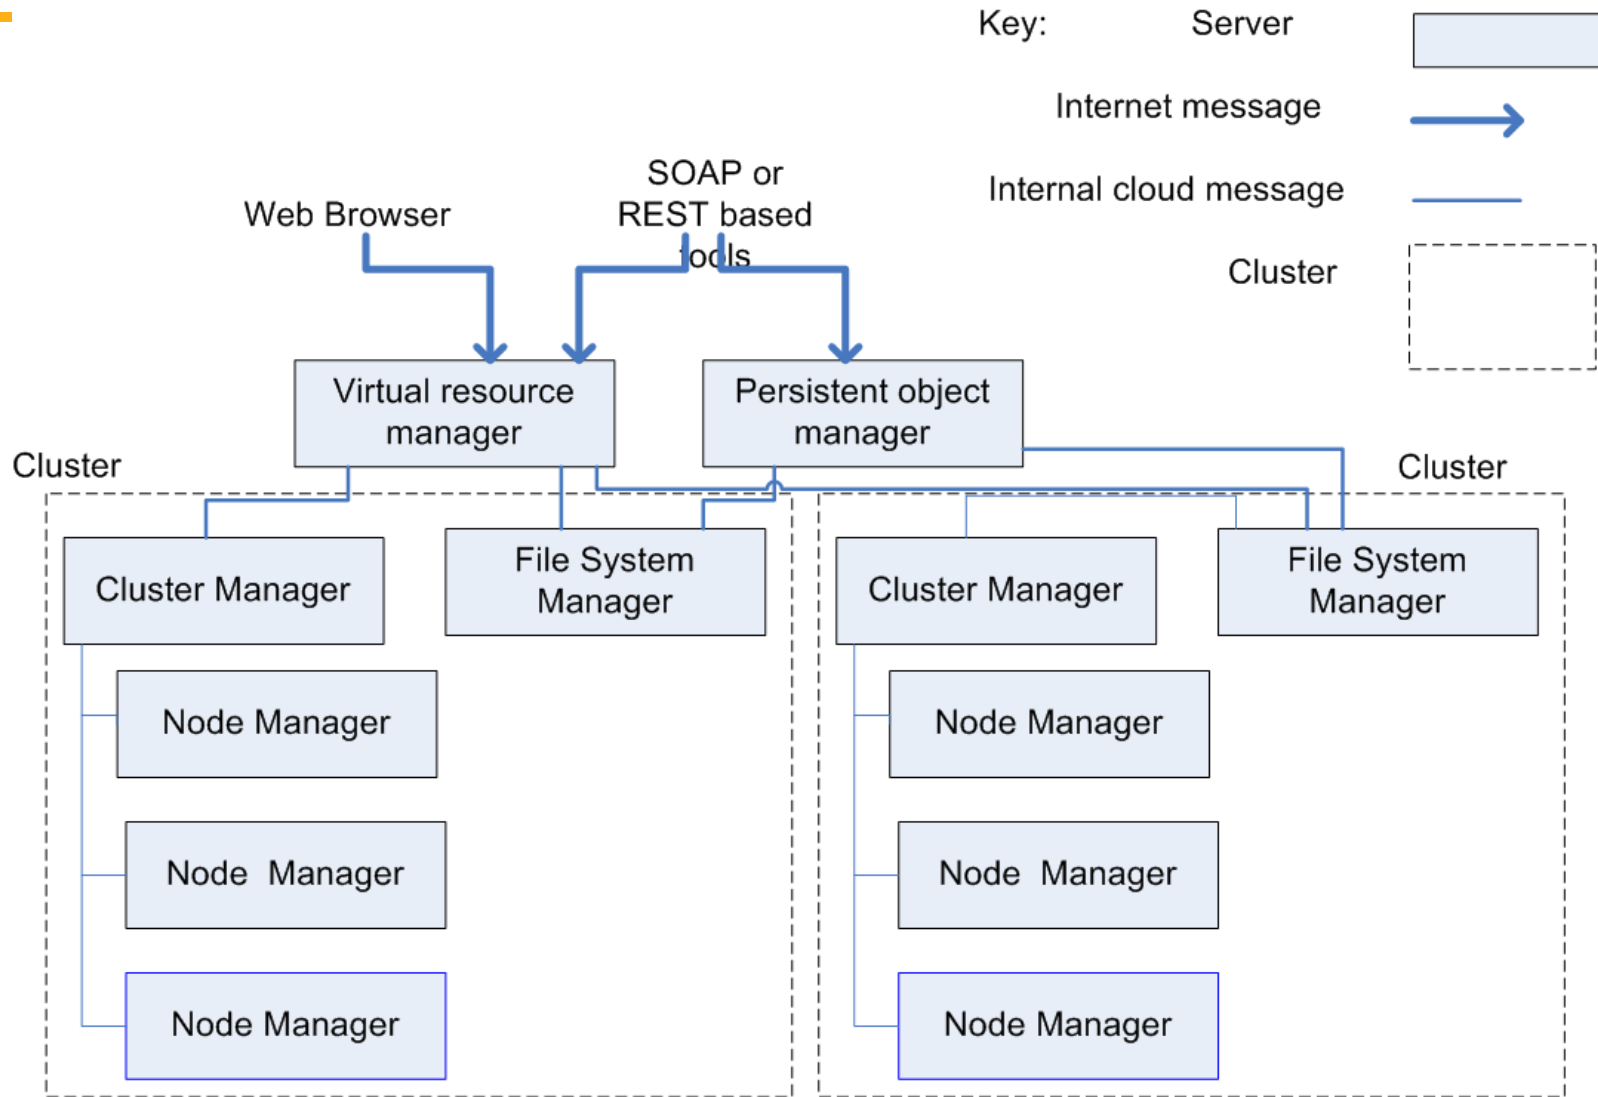 Key:
Server
Internet message
Internal cloud message
Cluster
Web Browser
SOAP or
REST based
tools
Virtual resource
manager
Persistent object
manager
Cluster
Cluster
Cluster Manager
File System
Manager
Cluster Manager
File System
Manager
Node Manager
Node Manager
Node Manager
Node Manager
Node Manager
Node Manager